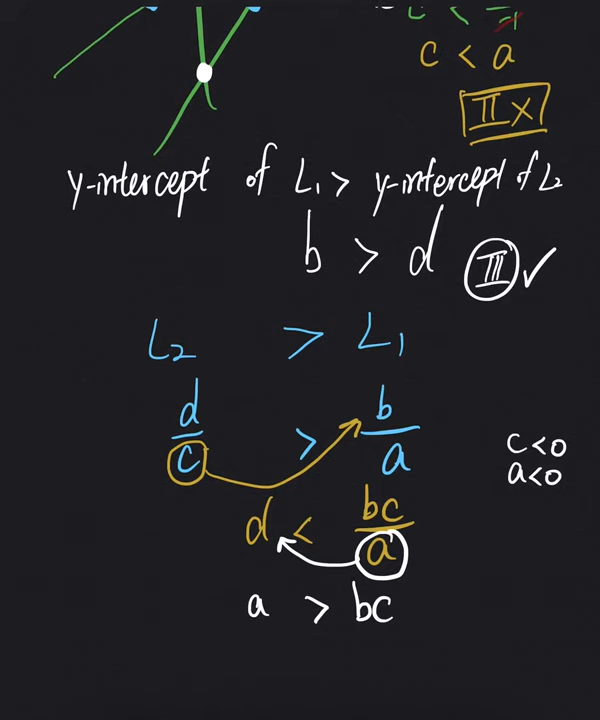 c < a
II ×
y-intercept of L₁ > y-intercept of L₂
b > d III ✓
L₂ > L₁
d/c > b/a
c<0
a<0
d < bc/a
a > bc